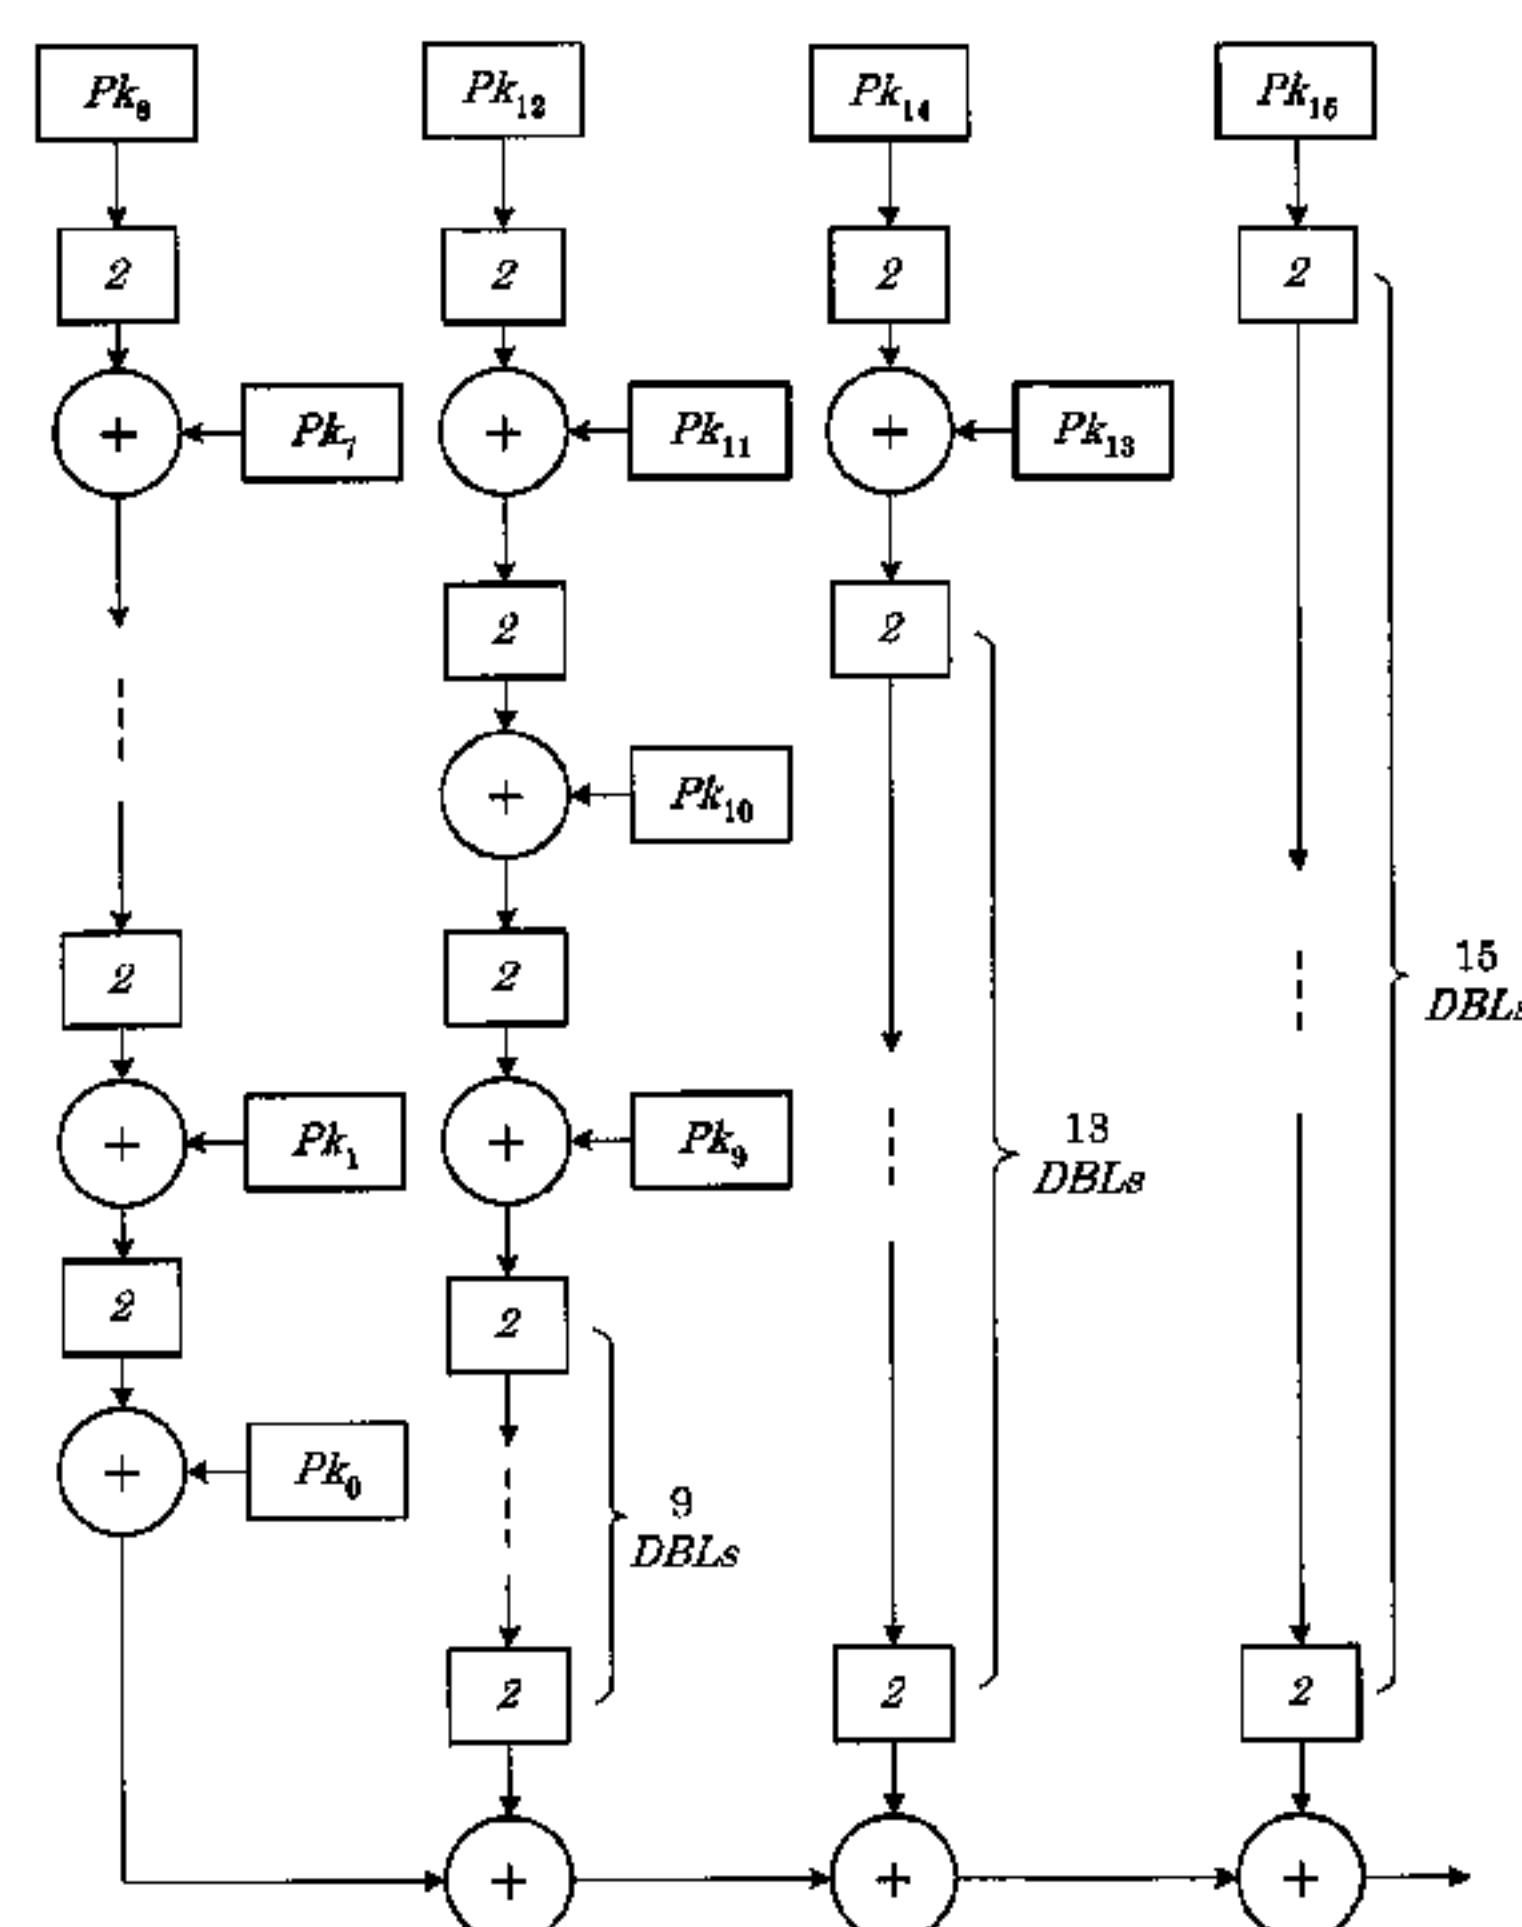 Pk₈ Pk₁₂ Pk₁₄ Pk₁₅
2 2 2 2
+ Pk₇ + Pk₁₁ + Pk₁₃
2 2
+ Pk₁₀
2 2
15
DBLs
+ Pk₁ + Pk₉
13
DBLs
2 2
+ Pk₀
9
DBLs
2 2 2
+ + +